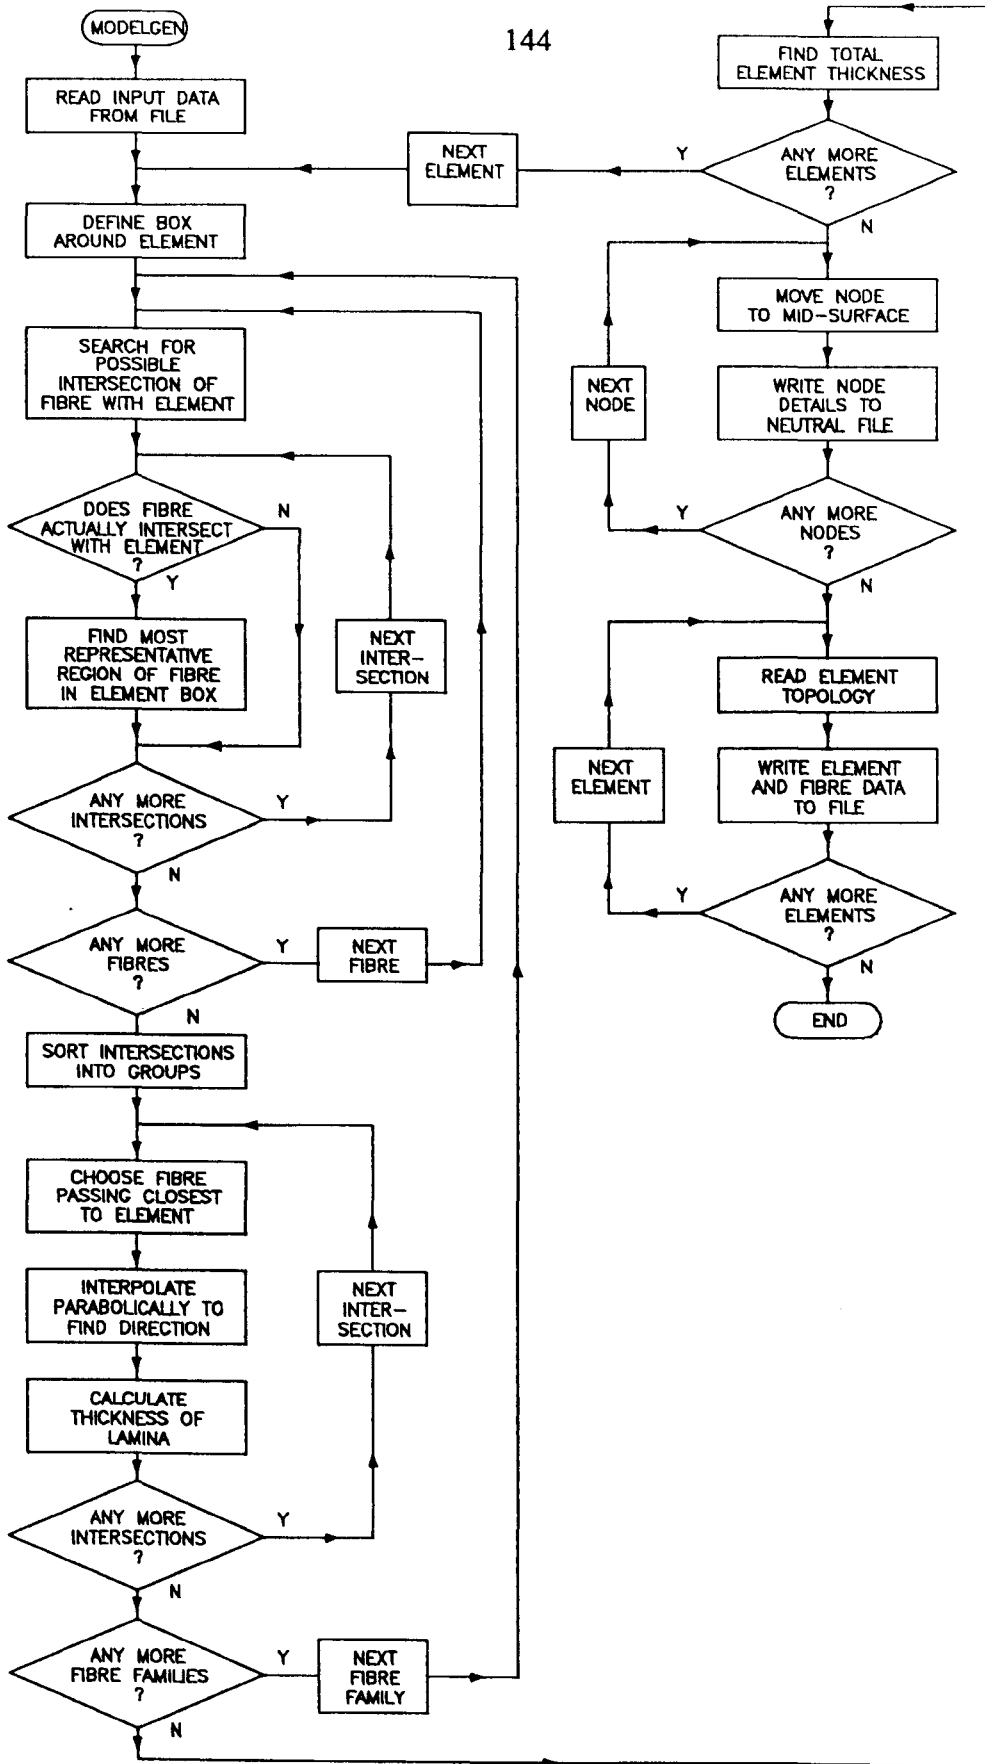 144
MODELGEN
READ INPUT DATA
FROM FILE
DEFINE BOX
AROUND ELEMENT
SEARCH FOR
POSSIBLE
INTERSECTION OF
FIBRE WITH ELEMENT
DOES FIBRE
ACTUALLY INTERSECT
WITH ELEMENT
?
N
Y
FIND MOST
REPRESENTATIVE
REGION OF FIBRE
IN ELEMENT BOX
NEXT
INTER-
SECTION
ANY MORE
INTERSECTIONS
?
Y
N
ANY MORE
FIBRES
?
Y
NEXT
FIBRE
N
SORT INTERSECTIONS
INTO GROUPS
CHOOSE FIBRE
PASSING CLOSEST
TO ELEMENT
INTERPOLATE
PARABOLICALLY TO
FIND DIRECTION
NEXT
INTER-
SECTION
CALCULATE
THICKNESS OF
LAMINA
ANY MORE
INTERSECTIONS
?
Y
N
ANY MORE
FIBRE FAMILIES
?
Y
NEXT
FIBRE
FAMILY
N
FIND TOTAL
ELEMENT THICKNESS
ANY MORE
ELEMENTS
?
Y
NEXT
ELEMENT
N
MOVE NODE
TO MID-SURFACE
WRITE NODE
DETAILS TO
NEUTRAL FILE
NEXT
NODE
ANY MORE
NODES
?
Y
N
READ ELEMENT
TOPOLOGY
WRITE ELEMENT
AND FIBRE DATA
TO FILE
NEXT
ELEMENT
ANY MORE
ELEMENTS
?
Y
N
END